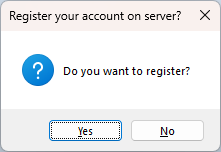 Register your account on server?
Do you want to register?
Yes
No